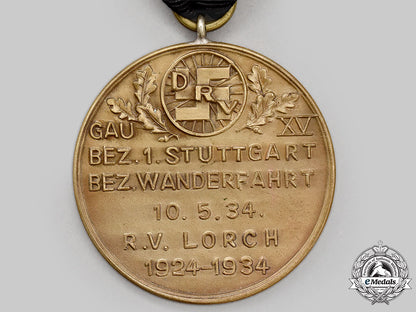 DRV
GAU XV
BEZ. 1. STUTTGART
BEZ. WANDERFAHRT
10. 5. 34.
R.V. LORCH
1924-1934
eMedals